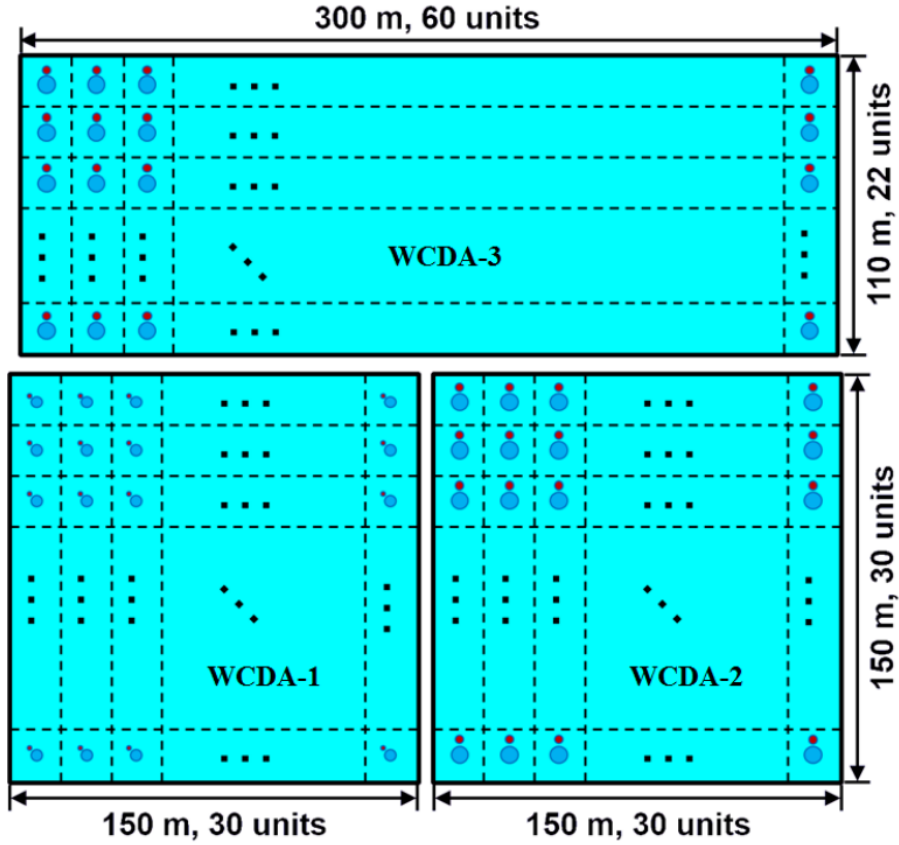 300 m, 60 units
110 m, 22 units
WCDA-3
150 m, 30 units
WCDA-1
WCDA-2
150 m, 30 units
150 m, 30 units